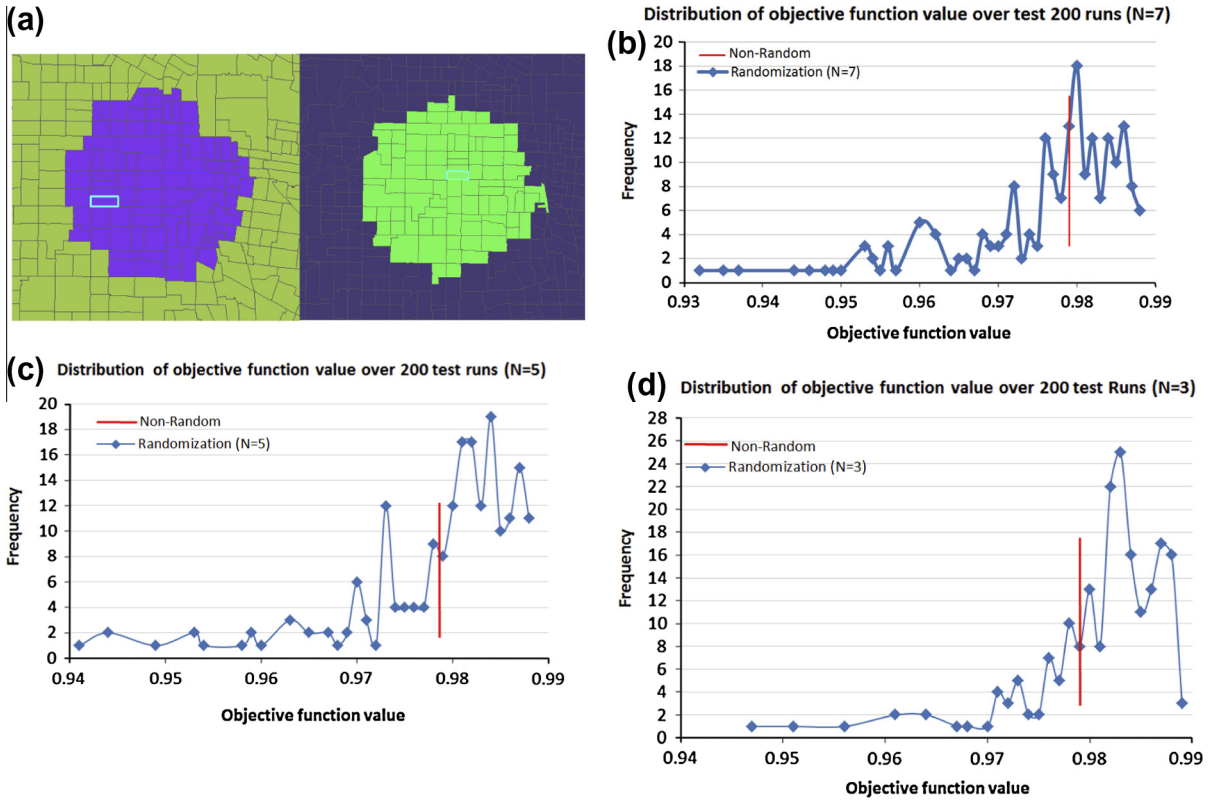 (a)
Distribution of objective function value over test 200 runs (N=7)
(b)
20
18
16
14
12
10
8
6
4
2
0
Frequency
Non-Random
Randomization (N=7)
0.93 0.94 0.95 0.96 0.97 0.98 0.99
Objective function value
(c)
Distribution of objective function value over 200 test runs (N=5)
20
18
16
14
12
10
8
6
4
2
0
Frequency
Non-Random
Randomization (N=5)
0.94 0.95 0.96 0.97 0.98 0.99
Objective function value
(d)
Distribution of objective function value over 200 test Runs (N=3)
28
26
24
22
20
18
16
14
12
10
8
6
4
2
0
Frequency
Non-Random
Randomization (N=3)
0.94 0.95 0.96 0.97 0.98 0.99
Objective function value